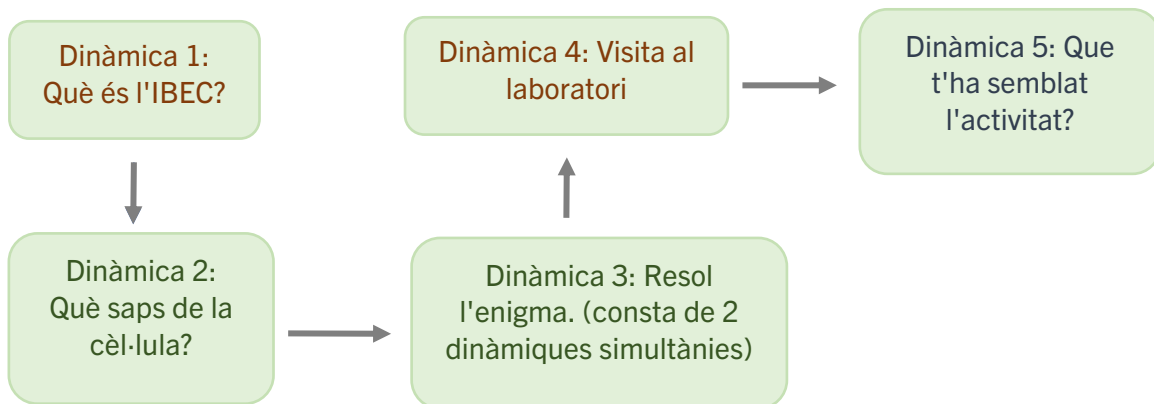 Dinàmica 1:
Què és l'IBEC?
Dinàmica 2:
Què saps de la
cèl·lula?
Dinàmica 3: Resol
l'enigma. (consta de 2
dinàmiques simultànies)
Dinàmica 4: Visita al
laboratori
Dinàmica 5: Que
t'ha semblat
l'activitat?